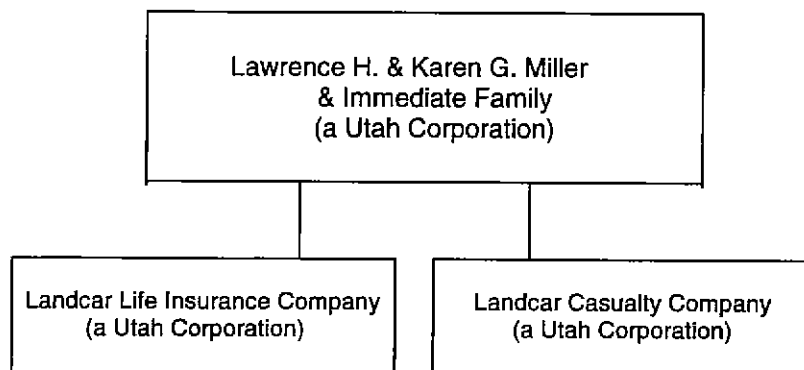 Lawrence H. & Karen G. Miller
& Immediate Family
(a Utah Corporation)
Landcar Life Insurance Company
(a Utah Corporation)
Landcar Casualty Company
(a Utah Corporation)